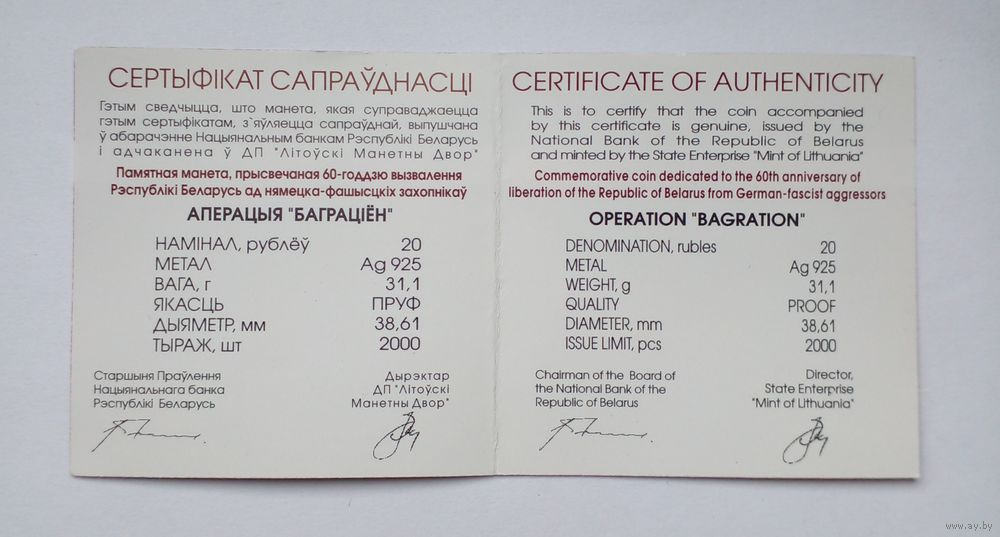 СЕРТЫФІКАТ САПРАЎДНАСЦІ
Гэтым сведчыцца, што манета, якая суправаджаецца
гэтым сертыфікатам, з`яўляецца сапраўднай, выпушчана
ў абарачэнне Нацыянальным банкам Рэспублікі Беларусь
і адчаканена ў ДП "Літоўскі Манетны Двор"
Памятная манета, прысвечаная 60-годдзю вызвалення
Рэспублікі Беларусь ад нямецка-фашысцкіх захопнікаў
АПЕРАЦЫЯ "БАГРАЦІЁН"
НАМІНАЛ, рублёў 20
МЕТАЛ Ag 925
ВАГА, г 31,1
ЯКАСЦЬ ПРУФ
ДЫЯМЕТР, мм 38,61
ТЫРАЖ, шт 2000
Старшыня Праўлення
Нацыянальнага банка
Рэспублікі Беларусь
Дырэктар
ДП "Літоўскі
Манетны Двор"
CERTIFICATE OF AUTHENTICITY
This is to certify that the coin accompanied
by this certificate is genuine, issued by the
National Bank of the Republic of Belarus
and minted by the State Enterprise "Mint of Lithuania"
Commemorative coin dedicated to the 60th anniversary of
liberation of the Republic of Belarus from German-fascist aggressors
OPERATION "BAGRATION"
DENOMINATION, rubles 20
METAL Ag 925
WEIGHT, g 31,1
QUALITY PROOF
DIAMETER, mm 38,61
ISSUE LIMIT, pcs 2000
Chairman of the Board of
the National Bank of the
Republic of Belarus
Director,
State Enterprise
"Mint of Lithuania"
www.ay.by